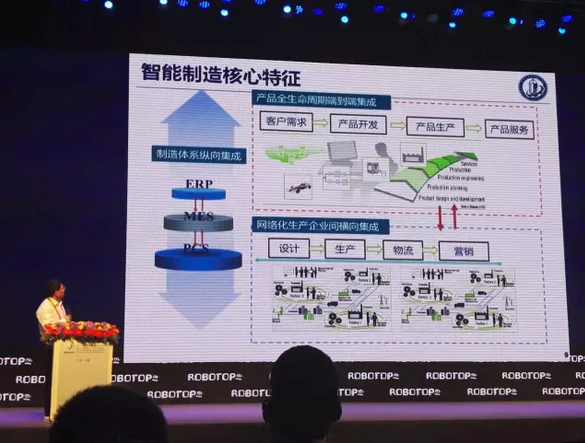 智能制造核心特征
产品全生命周期端到端集成
客户需求 产品开发 产品生产 产品服务
制造体系纵向集成
Services
Production
Production engineering
Production planning
Product design and development
ERP
MES
PCS
网络化生产企业间横向集成
设计 生产 物流 营销
ROBOTOP ROBOTOP ROBOTOP ROBOTOP ROBOTOP
ROBOTOP ROBOTOP ROBOTOP ROBOTOP